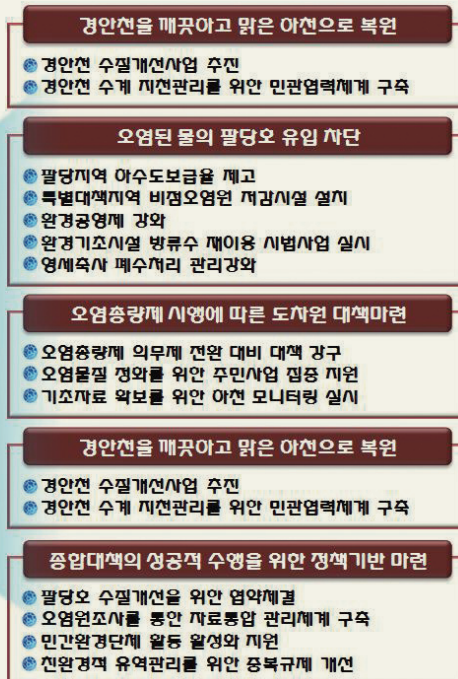 경안천을 깨끗하고 맑은 하천으로 복원
경안천 수질개선사업 추진
경안천 수계 지천관리를 위한 민관협력체계 구축
오염된 물의 팔당호 유입 차단
팔당지역 하수도보급율 제고
특별대책지역 비점오염원 저감시설 설치
환경공영제 강화
환경기초시설 방류수 재이용 시범사업 실시
영세축사 폐수처리 관리강화
오염총량제 시행에 따른 도차원 대책마련
오염총량제 의무제 전환 대비 대책 강구
오염물질 정화를 위한 주민사업 집중 지원
기초자료 확보를 위한 하천 모니터링 실시
경안천을 깨끗하고 맑은 하천으로 복원
경안천 수질개선사업 추진
경안천 수계 지천관리를 위한 민관협력체계 구축
종합대책의 성공적 수행을 위한 정책기반 마련
팔당호 수질개선을 위한 협약체결
오염원조사를 통한 자료통합 관리체계 구축
민간환경단체 활동 활성화 지원
친환경적 유역관리를 위한 중복규제 개선